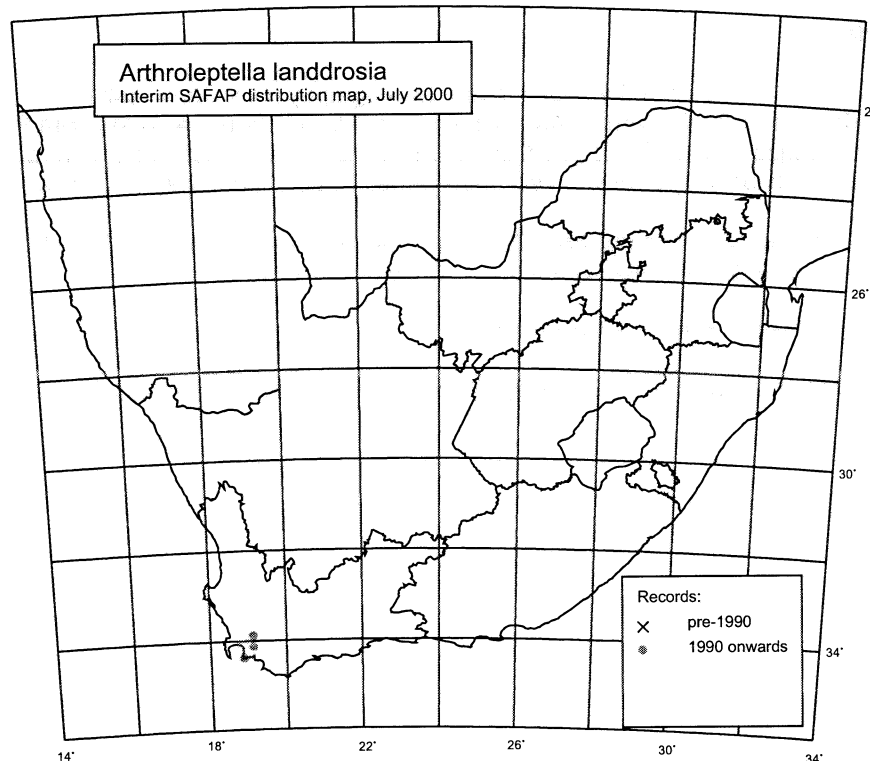 Arthroleptella landdrosia
Interim SAFAP distribution map, July 2000
2
26°
30°
Records:
pre-1990
1990 onwards
34°
14°
18°
22°
26°
30°
34°